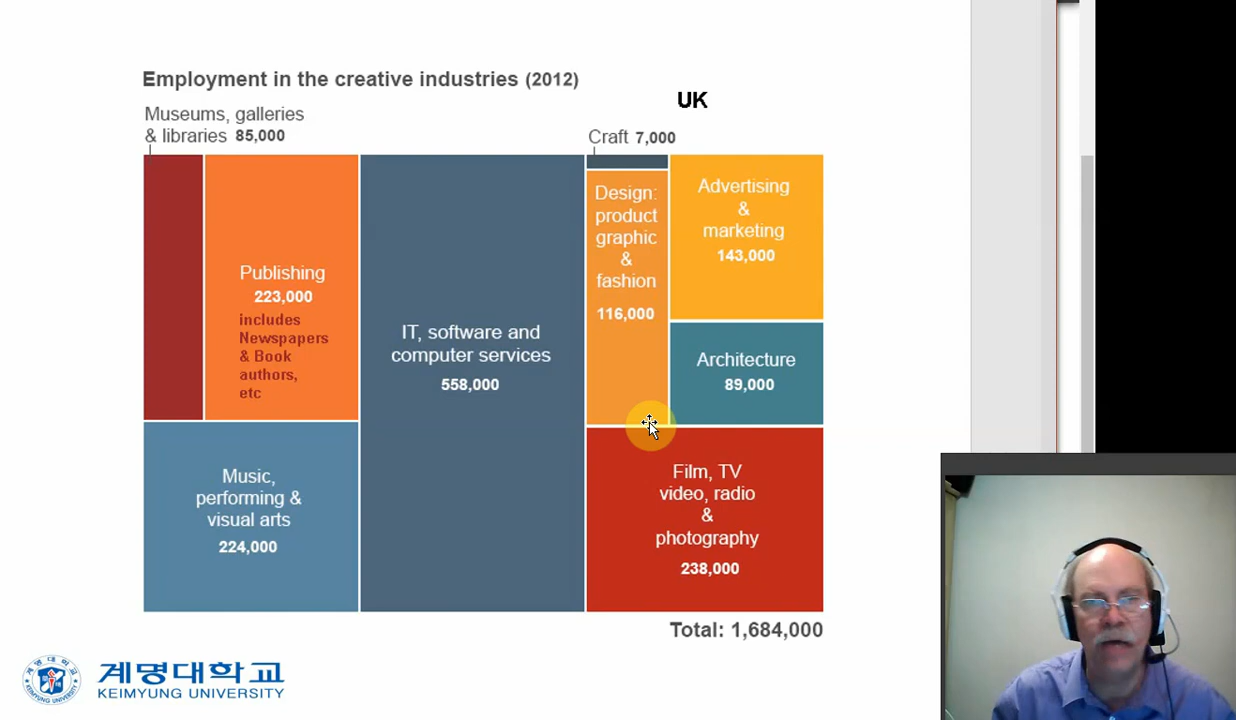 Employment in the creative industries (2012)
UK
Museums, galleries
& libraries 85,000
Craft 7,000
Publishing
223,000
includes
Newspapers
& Book
authors,
etc
Music,
performing &
visual arts
224,000
IT, software and
computer services
558,000
Design:
product
graphic
&
fashion
116,000
Advertising
&
marketing
143,000
Architecture
89,000
Film, TV
video, radio
&
photography
238,000
Total: 1,684,000
계명대학교
KEIMYUNG UNIVERSITY